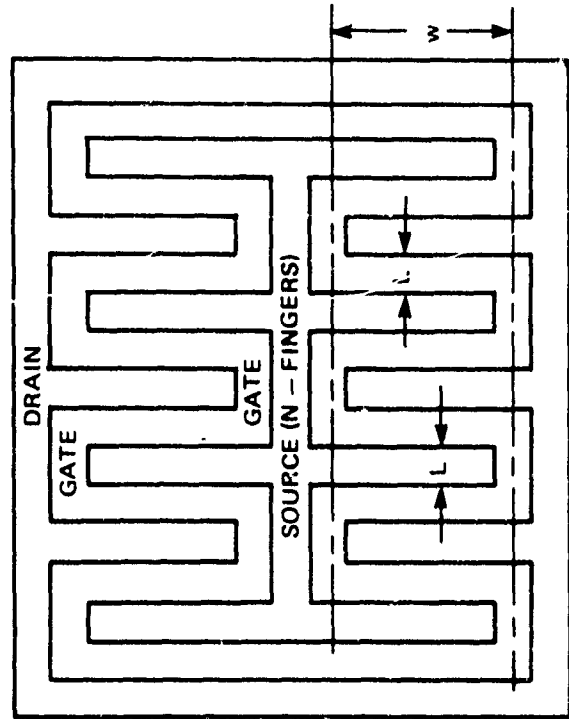 DRAIN
GATE
GATE
SOURCE (N – FINGERS)
L
L
W